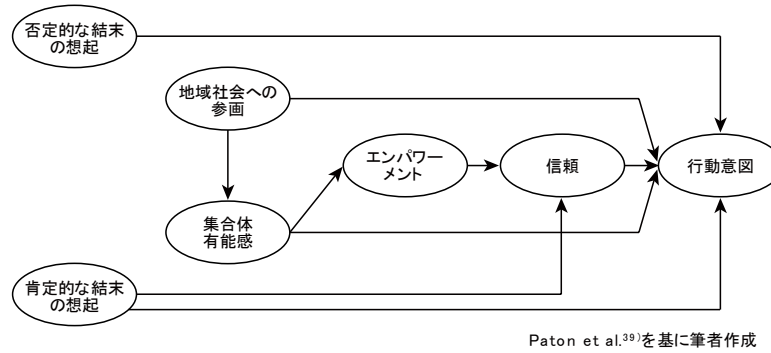 否定的な結末
の想起
地域社会への
参画
エンパワー
メント
信頼
行動意図
集合体
有能感
肯定的な結末
の想起
Paton et al.³⁹⁾を基に筆者作成